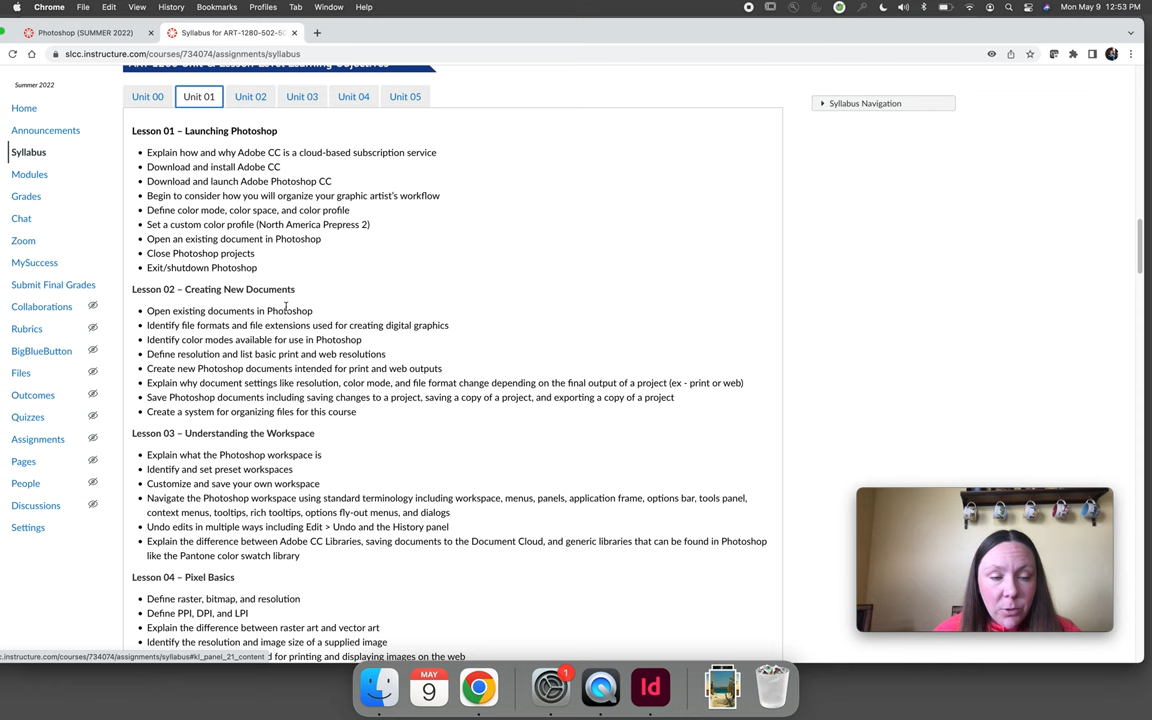 Chrome File Edit View History Bookmarks Profiles Tab Window Help
Mon May 9 12:53 PM
Photoshop (SUMMER 2022)
Syllabus for ART-1280-502-50
slcc.instructure.com/courses/734074/assignments/syllabus
Summer 2022
Home
Announcements
Syllabus
Modules
Grades
Chat
Zoom
MySuccess
Submit Final Grades
Collaborations
Rubrics
BigBlueButton
Files
Outcomes
Quizzes
Assignments
Pages
People
Discussions
Settings
Unit 00 Unit 01 Unit 02 Unit 03 Unit 04 Unit 05
Syllabus Navigation
Lesson 01 – Launching Photoshop
• Explain how and why Adobe CC is a cloud-based subscription service
• Download and install Adobe CC
• Download and launch Adobe Photoshop CC
• Begin to consider how you will organize your graphic artist's workflow
• Define color mode, color space, and color profile
• Set a custom color profile (North America Prepress 2)
• Open an existing document in Photoshop
• Close Photoshop projects
• Exit/shutdown Photoshop
Lesson 02 – Creating New Documents
• Open existing documents in Photoshop
• Identify file formats and file extensions used for creating digital graphics
• Identify color modes available for use in Photoshop
• Define resolution and list basic print and web resolutions
• Create new Photoshop documents intended for print and web outputs
• Explain why document settings like resolution, color mode, and file format change depending on the final output of a project (ex - print or web)
• Save Photoshop documents including saving changes to a project, saving a copy of a project, and exporting a copy of a project
• Create a system for organizing files for this course
Lesson 03 – Understanding the Workspace
• Explain what the Photoshop workspace is
• Identify and set preset workspaces
• Customize and save your own workspace
• Navigate the Photoshop workspace using standard terminology including workspace, menus, panels, application frame, options bar, tools panel,
context menus, tooltips, rich tooltips, options fly-out menus, and dialogs
• Undo edits in multiple ways including Edit > Undo and the History panel
• Explain the difference between Adobe CC Libraries, saving documents to the Document Cloud, and generic libraries that can be found in Photoshop
like the Pantone color swatch library
Lesson 04 – Pixel Basics
• Define raster, bitmap, and resolution
• Define PPI, DPI, and LPI
• Explain the difference between raster art and vector art
• Identify the resolution and image size of a supplied image
d for printing and displaying images on the web
c.instructure.com/courses/734074/assignments/syllabus#kl_panel_21_content
MAY
9
1
Id